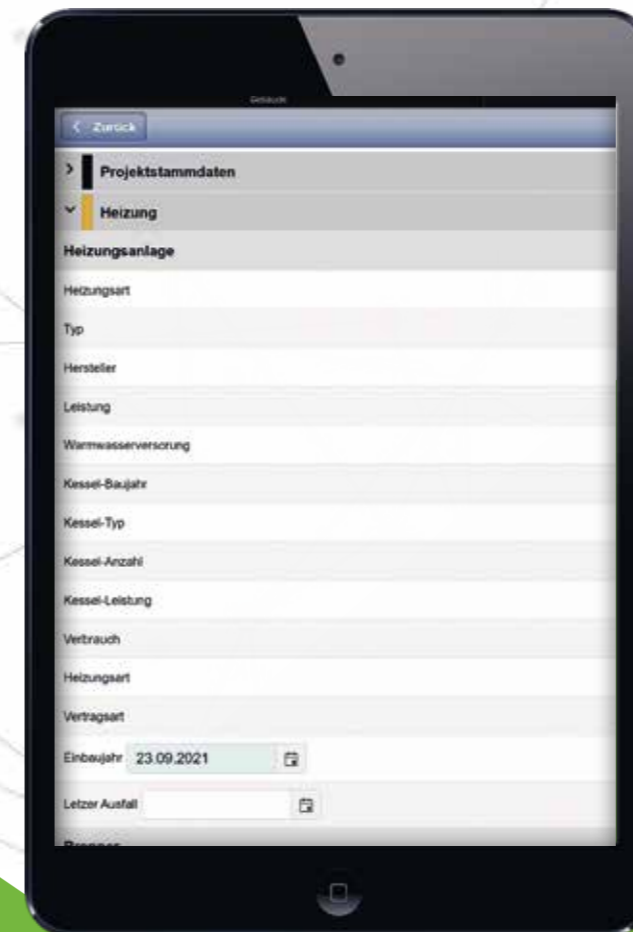 Gebäude
Zurück
Projektstammdaten
Heizung
Heizungsanlage
Heizungsart
Typ
Hersteller
Leistung
Warmwasserversorung
Kessel-Baujahr
Kessel-Typ
Kessel-Anzahl
Kessel-Leistung
Verbrauch
Heizungsart
Vertragsart
Einbaujahr 23.09.2021
Letzer Ausfall
Brenner